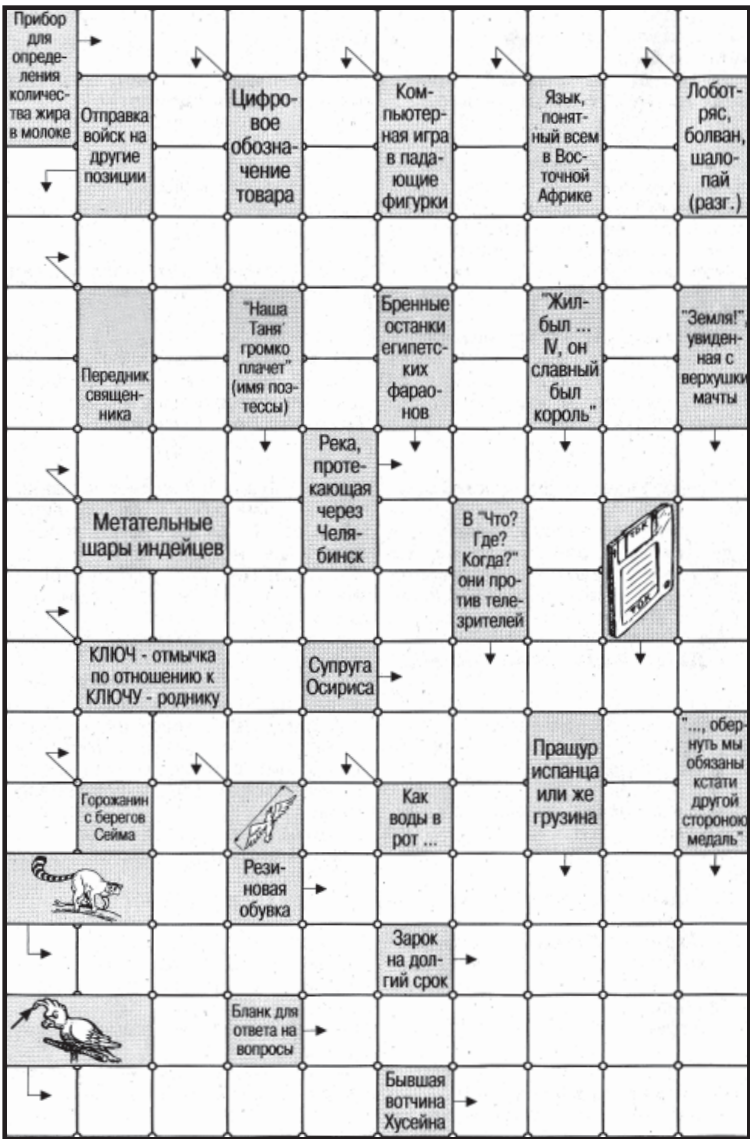 Прибор
для
опреде-
ления
количес-
тва жира
в молоке
Отправка
войск на
другие
позиции
Цифро-
вое
обозна-
чение
товара
Ком-
пьютер-
ная игра
в пада-
ющие
фигурки
Язык,
понят-
ный всем
в Вос-
точной
Африке
Лобот-
ряс,
болван,
шало-
пай
(разг.)
Передник
священ-
ника
"Наша
Таня
громко
плачет"
(имя поэ-
тессы)
Бренные
останки
египетс-
ких
фарао-
нов
"Жил-
был ...
IV, он
славный
был
король"
"Земля!",
увиден-
ная с
верхушки
мачты
Река,
проте-
кающая
через
Челя-
бинск
Метательные
шары индейцев
В "Что?
Где?
Когда?"
они про-
тив теле-
зрителей
TDK
TDK
КЛЮЧ - отмычка
по отношению к
КЛЮЧУ - роднику
Супруга
Осириса
Пращур
испанца
или же
грузина
"..., обер-
нуть мы
обязаны
кстати
другой
стороною
медаль"
Горожанин
с берегов
Сейма
Как
воды в
рот ...
Рези-
новая
обувка
Зарок
на дол-
гий срок
Бланк для
ответа на
вопросы
Бывшая
вотчина
Хусейна